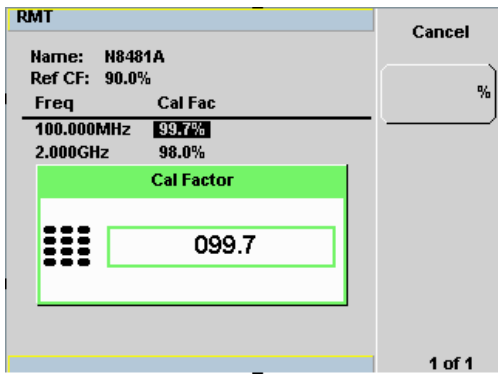 RMT
Cancel
Name: N8481A
Ref CF: 90.0%
%
Freq Cal Fac
100.000MHz 99.7%
2.000GHz 98.0%
Cal Factor
099.7
1 of 1